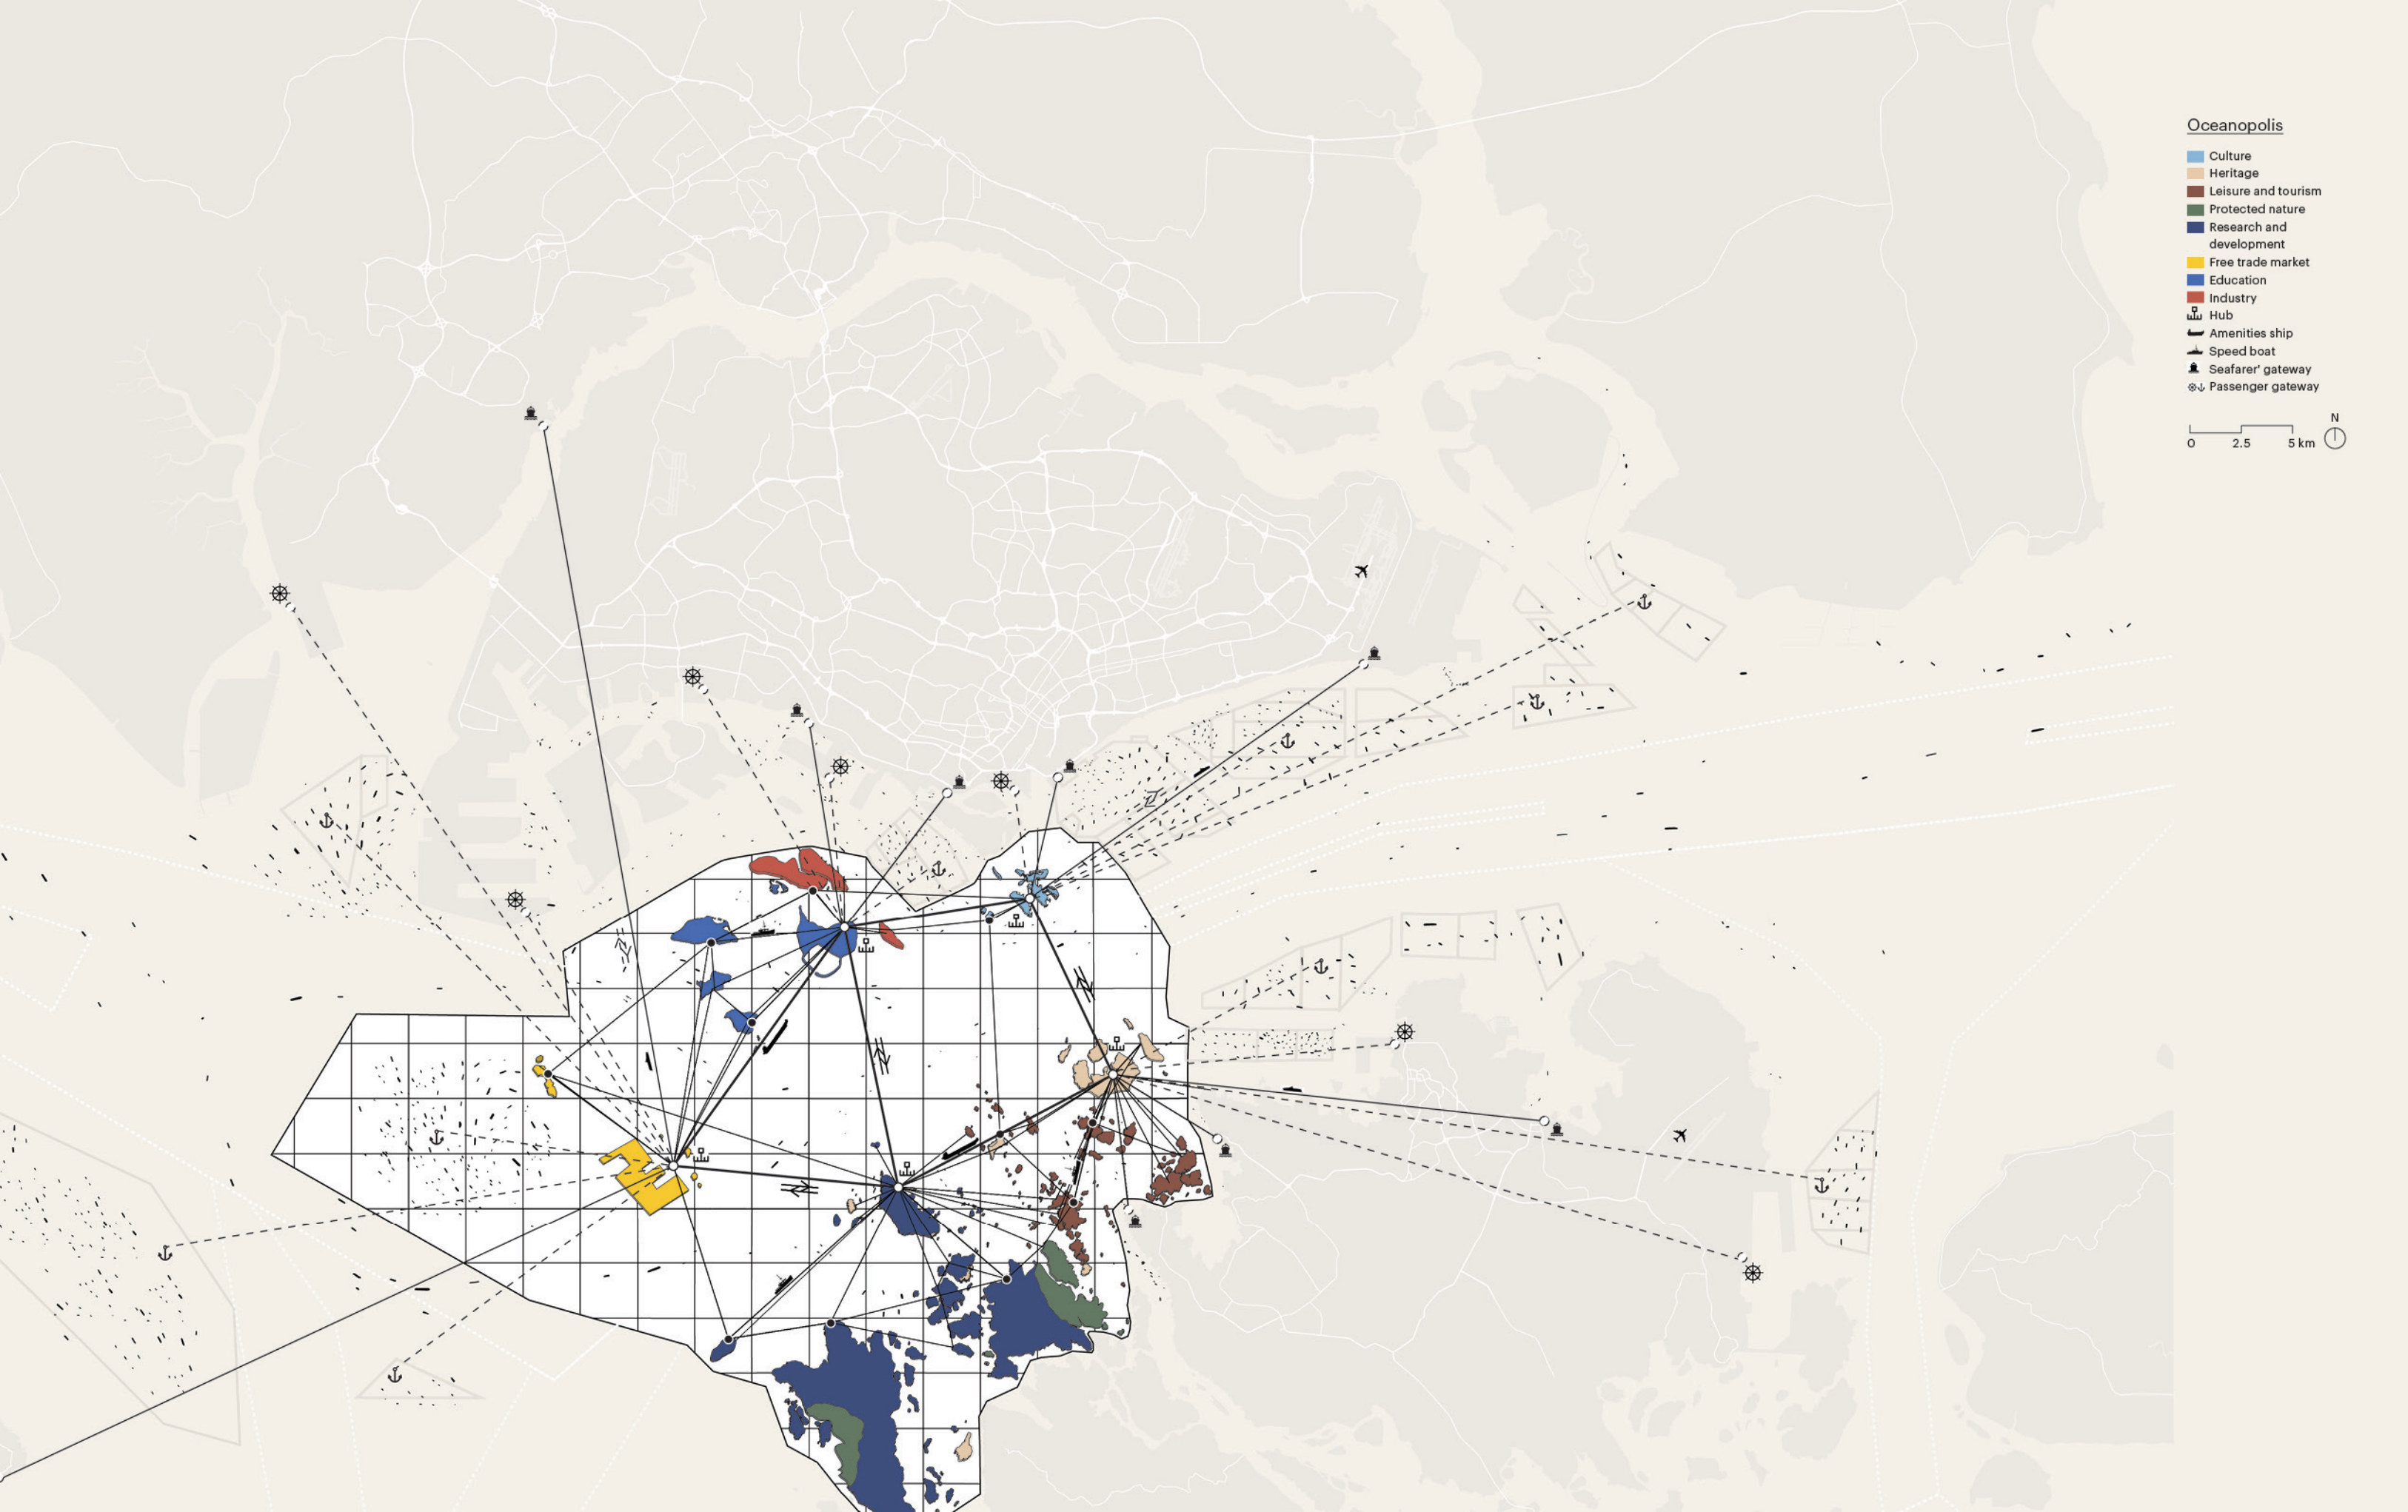 Oceanopolis
Culture
Heritage
Leisure and tourism
Protected nature
Research and
development
Free trade market
Education
Industry
Hub
Amenities ship
Speed boat
Seafarer' gateway
Passenger gateway
N
0 2.5 5 km